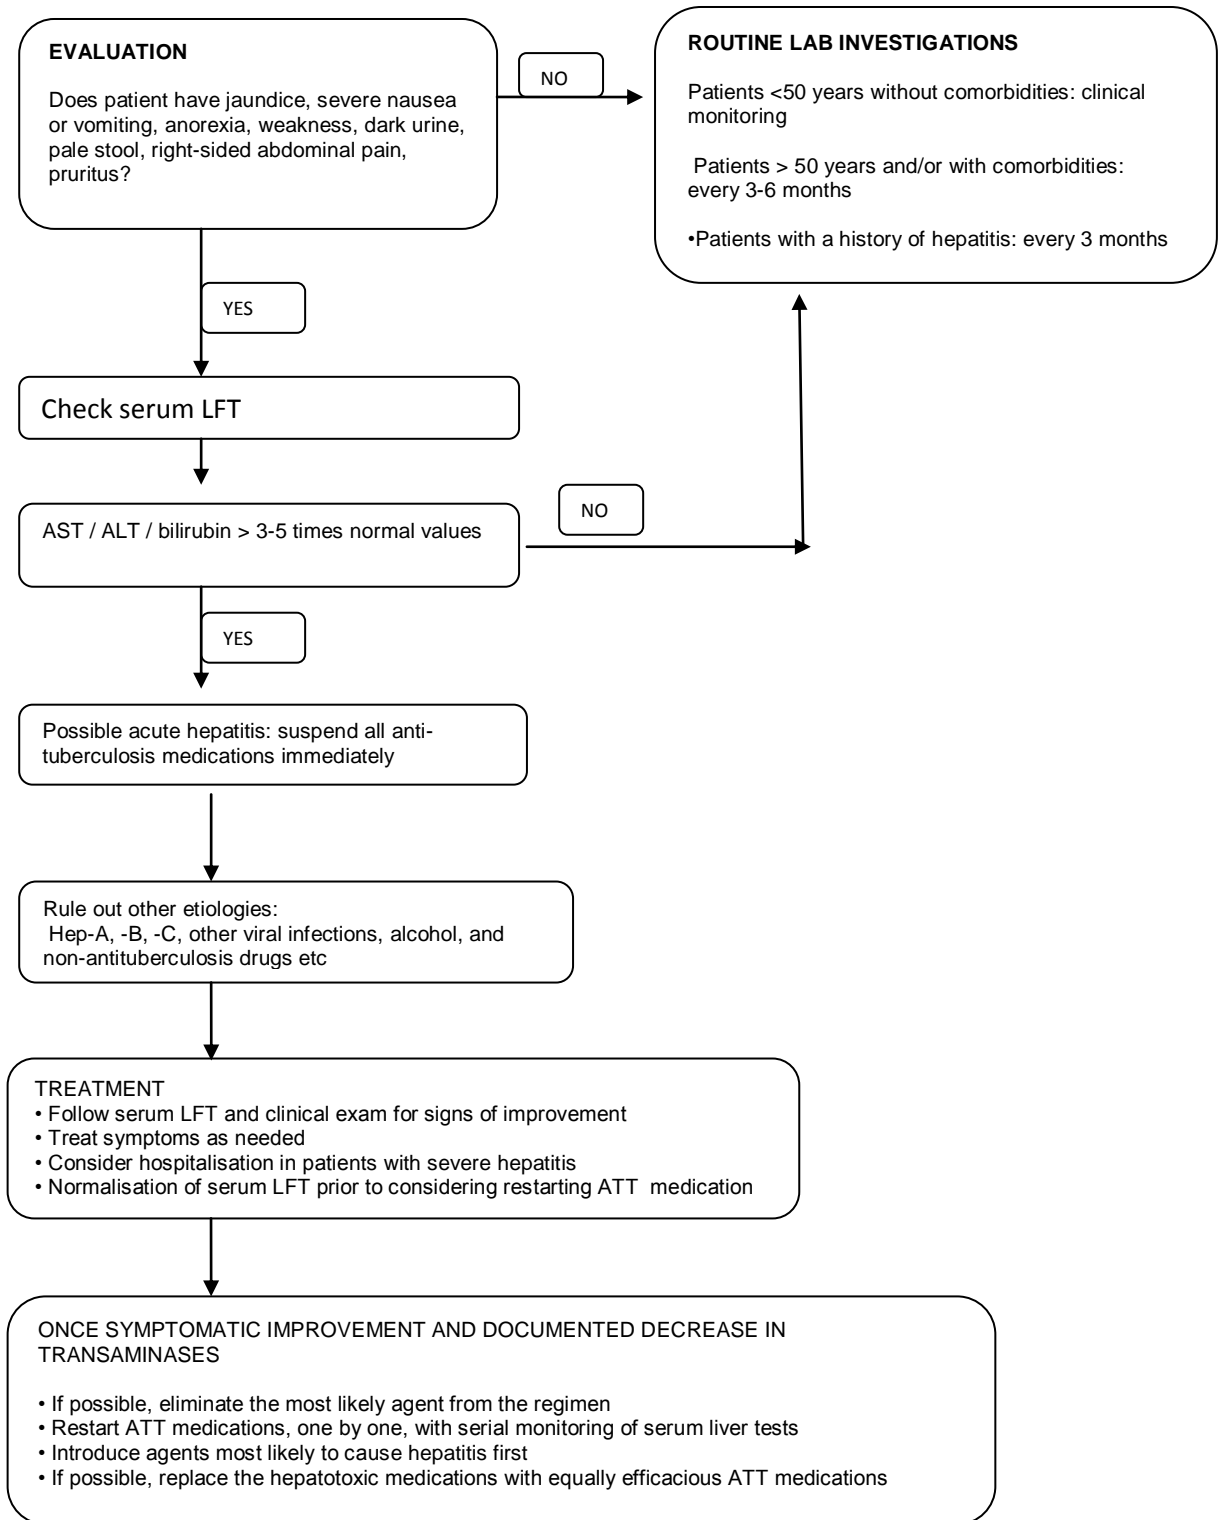 EVALUATION
Does patient have jaundice, severe nausea
or vomiting, anorexia, weakness, dark urine,
pale stool, right-sided abdominal pain,
pruritus?
NO
ROUTINE LAB INVESTIGATIONS
Patients <50 years without comorbidities: clinical
monitoring
Patients > 50 years and/or with comorbidities:
every 3-6 months
•Patients with a history of hepatitis: every 3 months
YES
Check serum LFT
AST / ALT / bilirubin > 3-5 times normal values
NO
YES
Possible acute hepatitis: suspend all anti-
tuberculosis medications immediately
Rule out other etiologies:
Hep-A, -B, -C, other viral infections, alcohol, and
non-antituberculosis drugs etc
TREATMENT
• Follow serum LFT and clinical exam for signs of improvement
• Treat symptoms as needed
• Consider hospitalisation in patients with severe hepatitis
• Normalisation of serum LFT prior to considering restarting ATT medication
ONCE SYMPTOMATIC IMPROVEMENT AND DOCUMENTED DECREASE IN
TRANSAMINASES
• If possible, eliminate the most likely agent from the regimen
• Restart ATT medications, one by one, with serial monitoring of serum liver tests
• Introduce agents most likely to cause hepatitis first
• If possible, replace the hepatotoxic medications with equally efficacious ATT medications